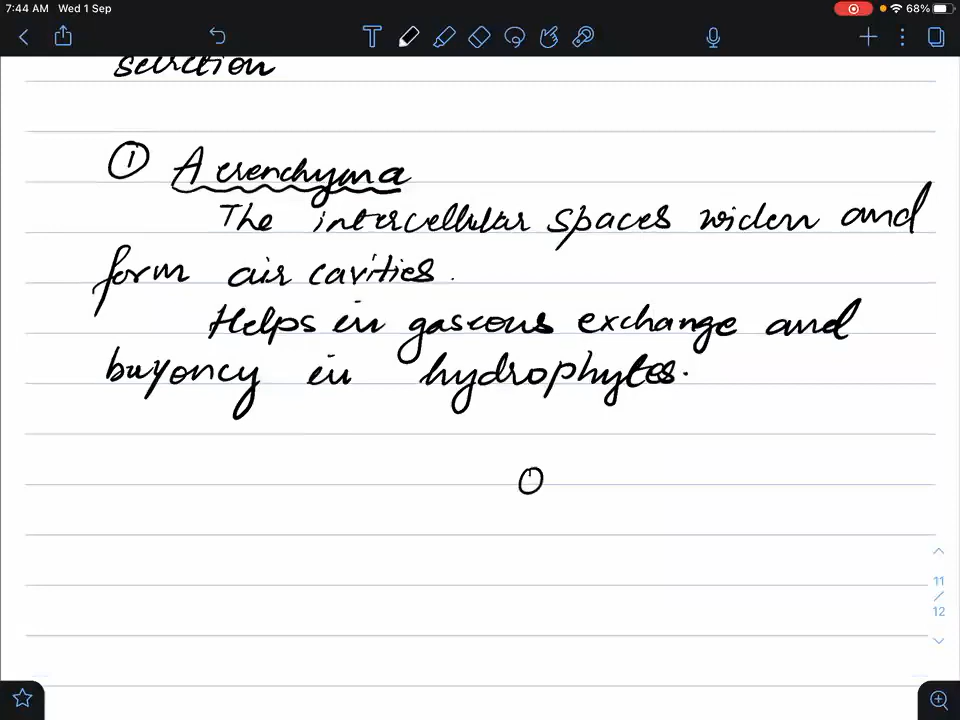 7:44 AM Wed 1 Sep
68%
secretion
① Aerenchyma
The intercellular spaces widen and
form air cavities.
Helps in gaseous exchange and
buyoncy in hydrophytes.
O
11
/
12